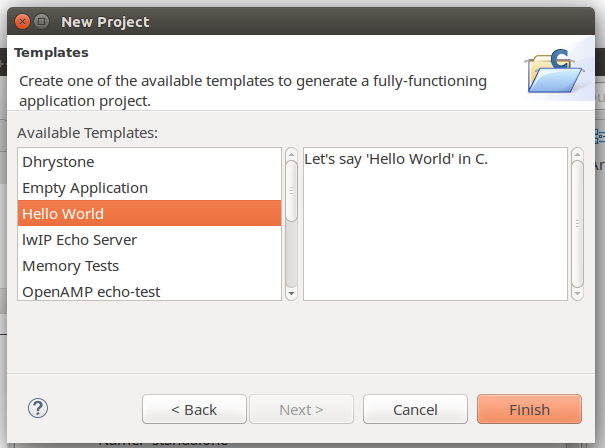 New Project
Templates
Create one of the available templates to generate a fully-functioning
application project.
Available Templates:
Dhrystone
Empty Application
Hello World
lwIP Echo Server
Memory Tests
OpenAMP echo-test
Let's say 'Hello World' in C.
? < Back Next > Cancel Finish